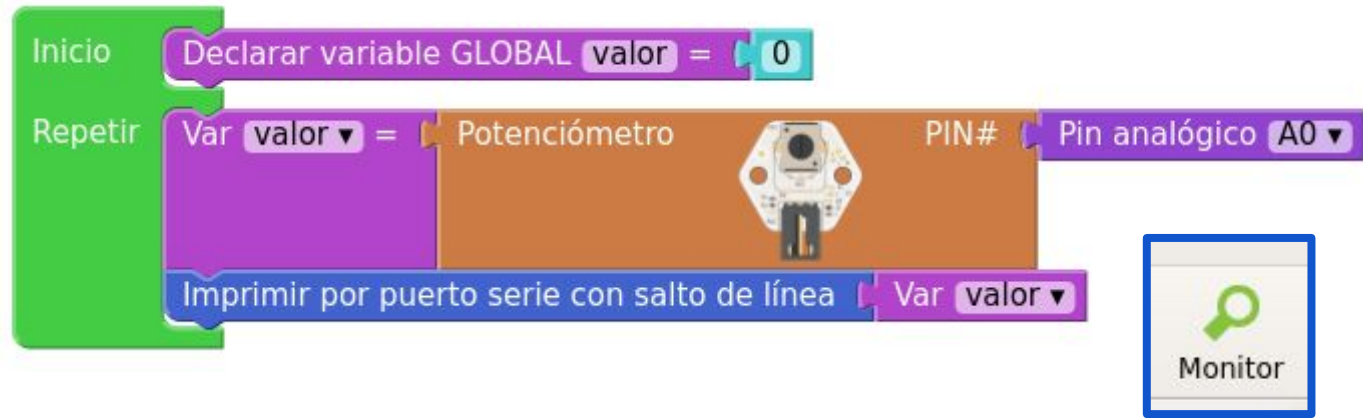 Inicio Declarar variable GLOBAL valor = 0
Repetir Var valor ▾ = Potenciómetro PIN# Pin analógico A0 ▾
Imprimir por puerto serie con salto de línea Var valor ▾
Monitor